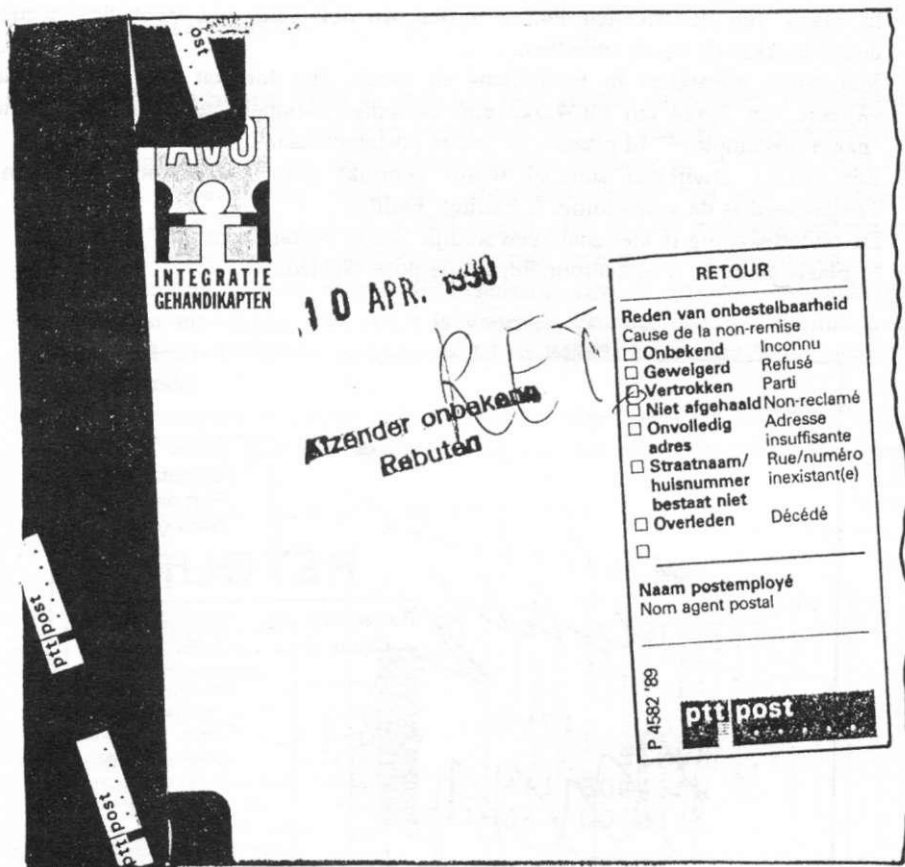 post
AVO
INTEGRATIE
GEHANDIKAPTEN
10 APR. 1990
RET
Afzender onbekend
Rebuten
RETOUR
Reden van onbestelbaarheid
Cause de la non-remise
Onbekend Inconnu
Geweigerd Refusé
Vertrokken Parti
Niet afgehaald Non-reclamé
Onvolledig Adresse
adres insuffisante
Straatnaam/ Rue/numéro
huisnummer inexistant(e)
bestaat niet
Overleden Décédé
Naam postemployé
Nom agent postal
P 4582 '89
ptt post
ptt post
ptt post